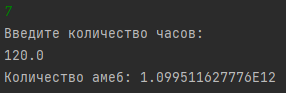 7
Введите количество часов:
120.0
Количество амеб: 1.099511627776E12